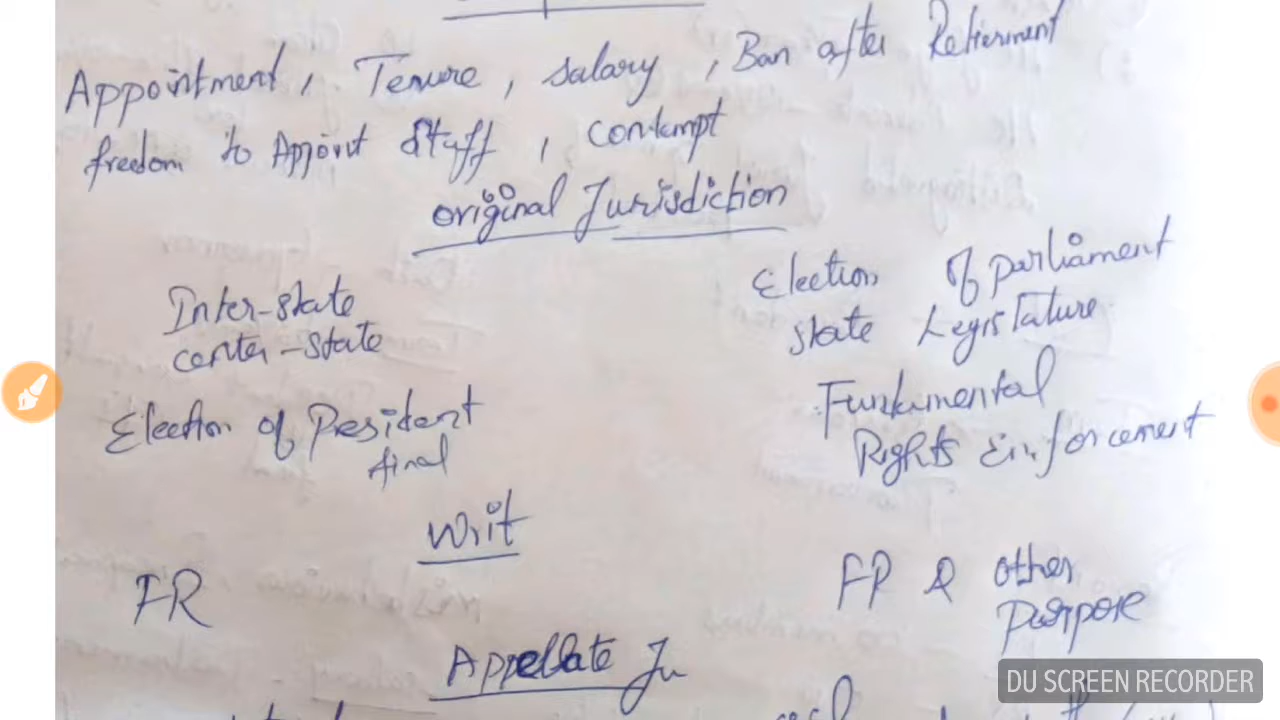 Appointment, Tenure, Salary, Ban after Retierment
freedom to Appoint Staff, contempt
original Jurisdiction
Inter-state
center-state
Election of President
final
Election of parliament
state Legislature
Fundamental
Rights Enforcement
Writ
FR
FR & other
Purpose
Appellate Ju
DU SCREEN RECORDER